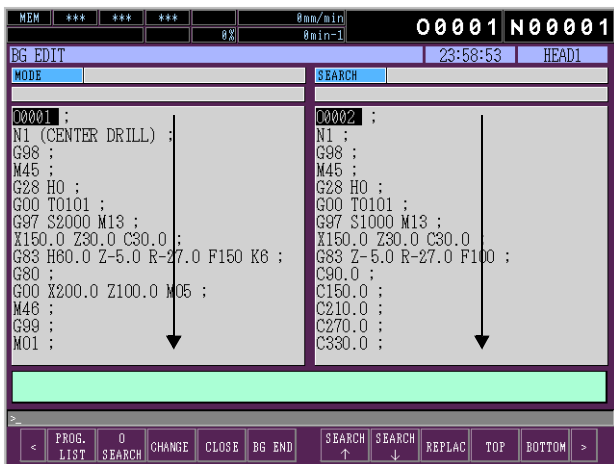 MEM *** *** *** 0mm/min O0001 N00001
0% 0min-1
BG EDIT 23:58:53 HEAD1
MODE
O0001 ;
N1 (CENTER DRILL) ;
G98 ;
M45 ;
G28 H0 ;
G00 T0101 ;
G97 S2000 M13 ;
X150.0 Z30.0 C30.0 ;
G83 H60.0 Z-5.0 R-27.0 F150 K6 ;
G80 ;
G00 X200.0 Z100.0 M05 ;
M46 ;
G99 ;
M01 ;
SEARCH
O0002 ;
N1 ;
G98 ;
M45 ;
G28 H0 ;
G00 T0101 ;
G97 S1000 M13 ;
X150.0 Z30.0 C30.0 ;
G83 Z-5.0 R-27.0 F100 ;
C90.0 ;
C150.0 ;
C210.0 ;
C270.0 ;
C330.0 ;
>_
< PROG. LIST O SEARCH CHANGE CLOSE BG END SEARCH ↑ SEARCH ↓ REPLAC TOP BOTTOM >